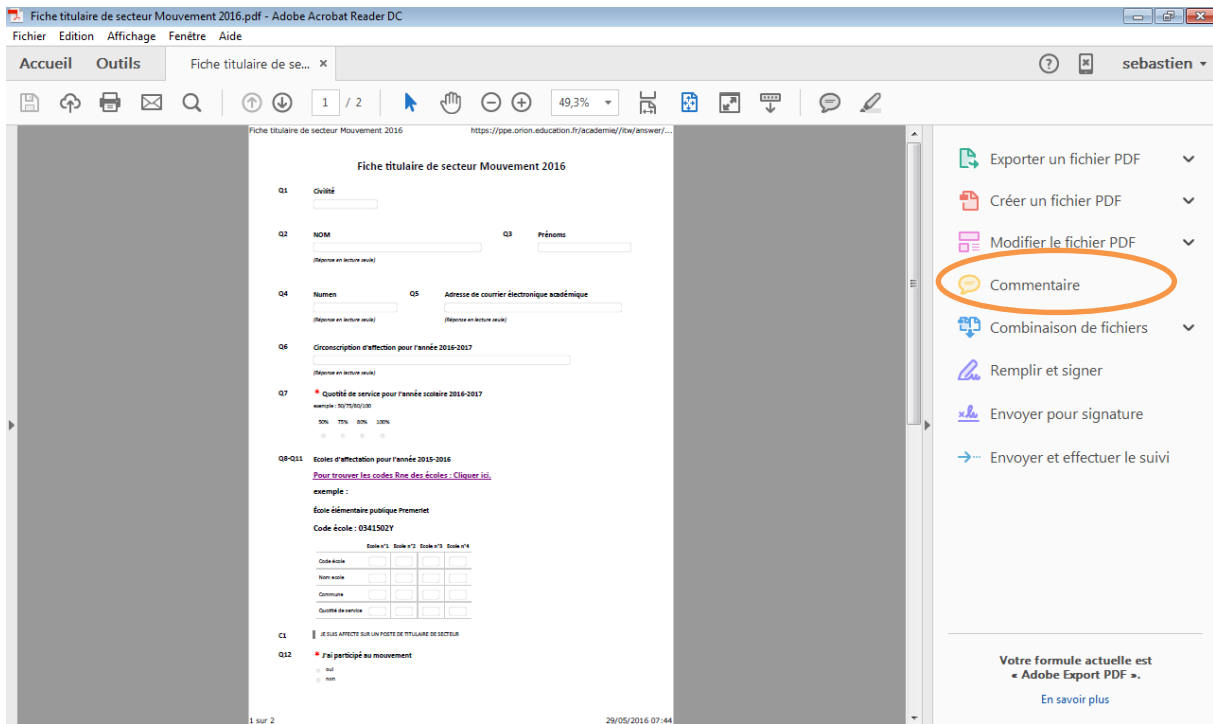 Fiche titulaire de secteur Mouvement 2016.pdf - Adobe Acrobat Reader DC
Fichier Edition Affichage Fenêtre Aide
Accueil Outils Fiche titulaire de se... × sebastien
1 / 2 49,3%
Fiche titulaire de secteur Mouvement 2016 https://ppe.orion.education.fr/academie//itw/answer/...
Fiche titulaire de secteur Mouvement 2016
Q1 Civilité
Q2 NOM Q3 Prénoms
(Réponse en lecture seule)
Q4 Numen Q5 Adresse de courrier électronique académique
(Réponse en lecture seule) (Réponse en lecture seule)
Q6 Circonscription d'affection pour l'année 2016-2017
(Réponse en lecture seule)
Q7 * Quotité de service pour l'année scolaire 2016-2017
exemple : 50/75/80/100
50% 75% 80% 100%
Q8-Q11 Ecoles d'affectation pour l'année 2015-2016
Pour trouver les codes Rne des écoles : Cliquer ici.
exemple :
École élémentaire publique Premerlet
Code école : 0341502Y
Ecole n°1 Ecole n°2 Ecole n°3 Ecole n°4
Code école
Nom ecole
Commune
Quotité de service
C1 JE SUIS AFFECTE SUR UN POSTE DE TITULAIRE DE SECTEUR
Q12 * J'ai participé au mouvement
oui
non
1 sur 2 29/05/2016 07:44
Exporter un fichier PDF
Créer un fichier PDF
Modifier le fichier PDF
Commentaire
Combinaison de fichiers
Remplir et signer
Envoyer pour signature
Envoyer et effectuer le suivi
Votre formule actuelle est
« Adobe Export PDF ».
En savoir plus